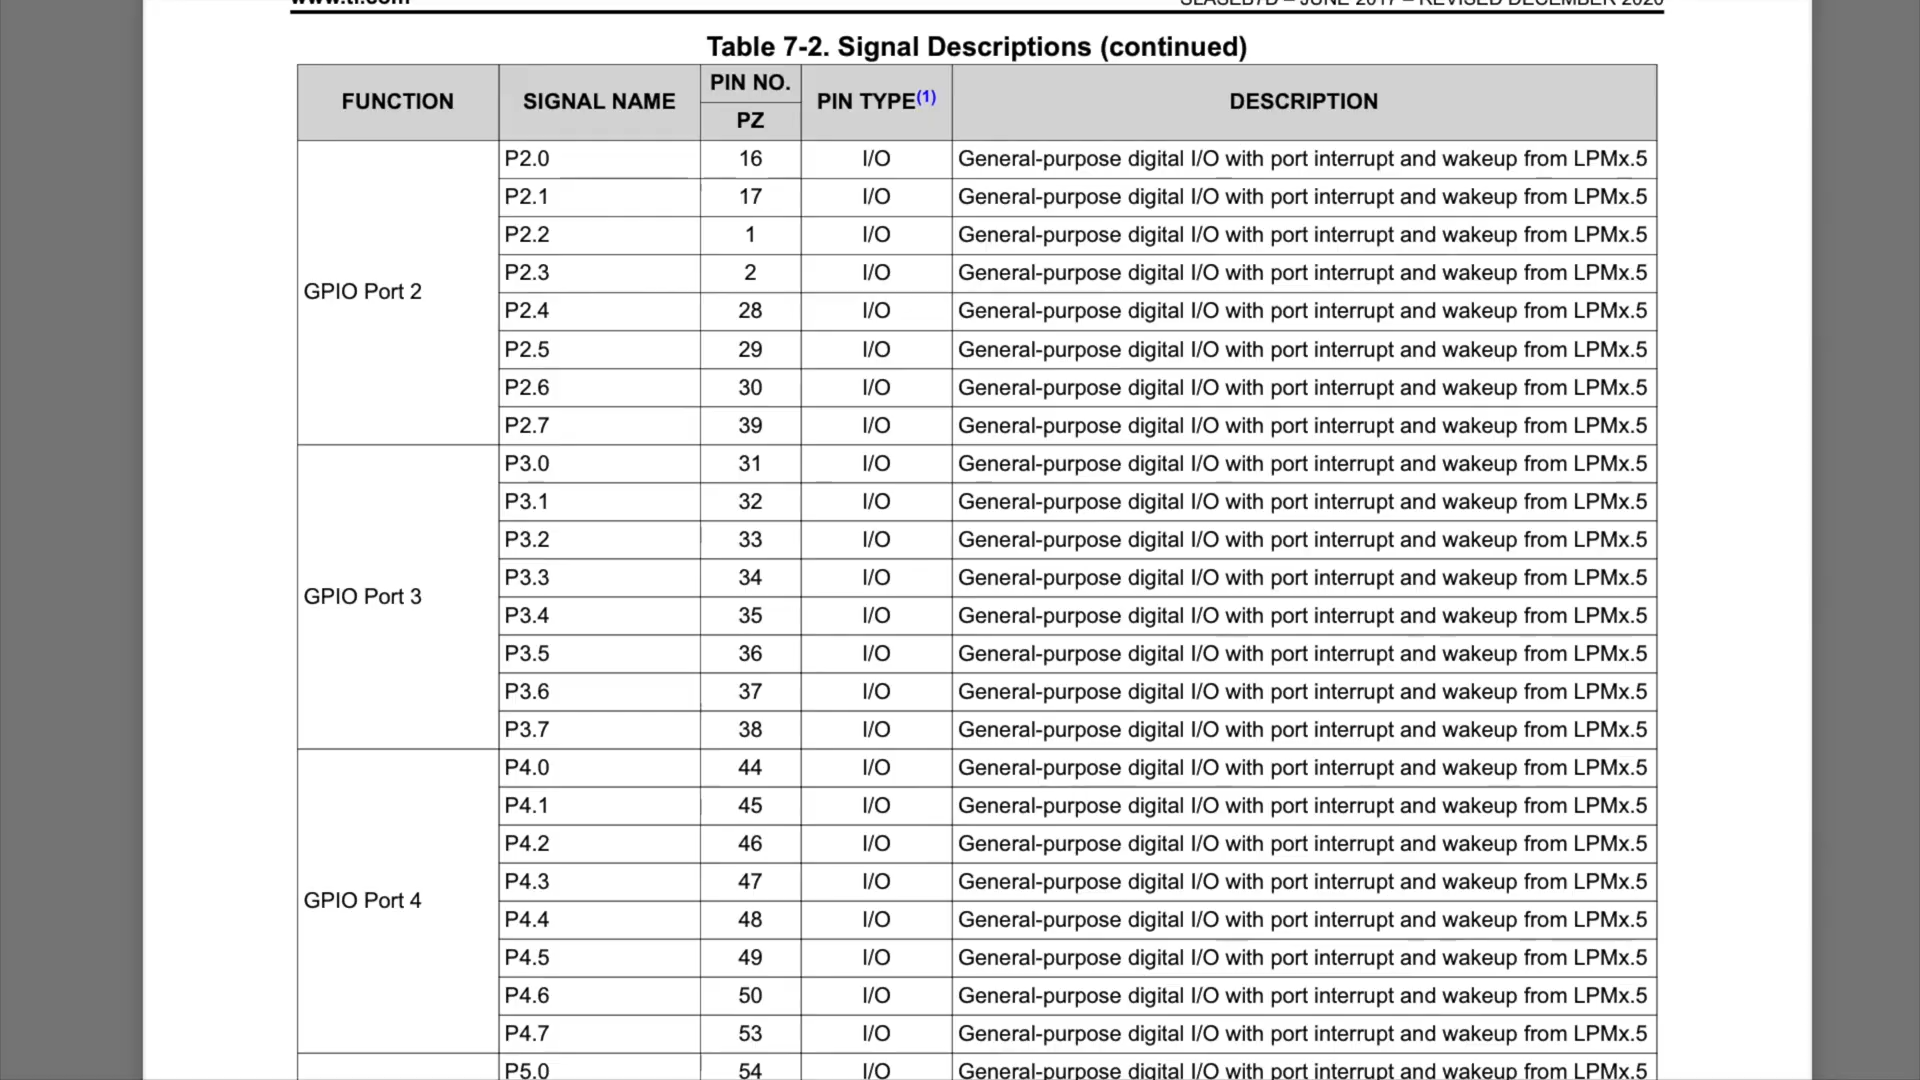 www.ti.com SLASEB7D – JUNE 2017 – REVISED DECEMBER 2020
Table 7-2. Signal Descriptions (continued)
FUNCTION SIGNAL NAME PIN NO. PIN TYPE(1) DESCRIPTION
PZ
GPIO Port 2
P2.0 16 I/O General-purpose digital I/O with port interrupt and wakeup from LPMx.5
P2.1 17 I/O General-purpose digital I/O with port interrupt and wakeup from LPMx.5
P2.2 1 I/O General-purpose digital I/O with port interrupt and wakeup from LPMx.5
P2.3 2 I/O General-purpose digital I/O with port interrupt and wakeup from LPMx.5
P2.4 28 I/O General-purpose digital I/O with port interrupt and wakeup from LPMx.5
P2.5 29 I/O General-purpose digital I/O with port interrupt and wakeup from LPMx.5
P2.6 30 I/O General-purpose digital I/O with port interrupt and wakeup from LPMx.5
P2.7 39 I/O General-purpose digital I/O with port interrupt and wakeup from LPMx.5
GPIO Port 3
P3.0 31 I/O General-purpose digital I/O with port interrupt and wakeup from LPMx.5
P3.1 32 I/O General-purpose digital I/O with port interrupt and wakeup from LPMx.5
P3.2 33 I/O General-purpose digital I/O with port interrupt and wakeup from LPMx.5
P3.3 34 I/O General-purpose digital I/O with port interrupt and wakeup from LPMx.5
P3.4 35 I/O General-purpose digital I/O with port interrupt and wakeup from LPMx.5
P3.5 36 I/O General-purpose digital I/O with port interrupt and wakeup from LPMx.5
P3.6 37 I/O General-purpose digital I/O with port interrupt and wakeup from LPMx.5
P3.7 38 I/O General-purpose digital I/O with port interrupt and wakeup from LPMx.5
GPIO Port 4
P4.0 44 I/O General-purpose digital I/O with port interrupt and wakeup from LPMx.5
P4.1 45 I/O General-purpose digital I/O with port interrupt and wakeup from LPMx.5
P4.2 46 I/O General-purpose digital I/O with port interrupt and wakeup from LPMx.5
P4.3 47 I/O General-purpose digital I/O with port interrupt and wakeup from LPMx.5
P4.4 48 I/O General-purpose digital I/O with port interrupt and wakeup from LPMx.5
P4.5 49 I/O General-purpose digital I/O with port interrupt and wakeup from LPMx.5
P4.6 50 I/O General-purpose digital I/O with port interrupt and wakeup from LPMx.5
P4.7 53 I/O General-purpose digital I/O with port interrupt and wakeup from LPMx.5
P5.0 54 I/O General-purpose digital I/O with port interrupt and wakeup from LPMx.5